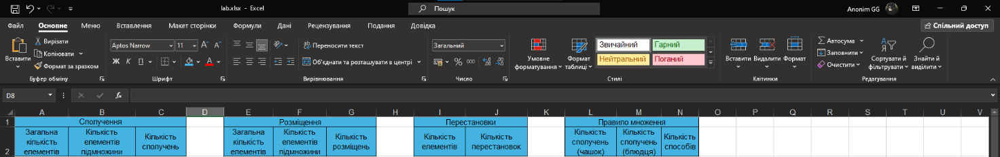 lab.xlsx - Excel
Пошук
Anonim GG
Файл Основне Меню Вставлення Макет сторінки Формули Дані Рецензування Подання Довідка Спільний доступ
Вставити
Вирізати
Копіювати
Формат за зразком
Буфер обміну
Aptos Narrow 11
Ж К П
Шрифт
Переносити текст
Об'єднати та розташувати в центрі
Вирівнювання
Загальний
% 000
Число
Умовне форматування
Формат таблиці
Звичайний Гарний
Нейтральний Поганий
Стилі
Вставити Видалити Формат
Клітинки
Автосума
Заповнити
Очистити
Сортувати й фільтрувати
Знайти й виділити
Редагування
D8 fx
A B C D E F G H I J K L M N O P Q R S T U V
1 Сполучення Розміщення Перестановки Правило множення
2
Загальна кількість елементів
Кількість елементів підмножини
Кількість сполучень
Загальна кількість елементів
Кількість елементів підмножини
Кількість розміщень
Кількість елементів
Кількість перестановок
Кількість сполучень (чашок)
Кількість сполучень (блюдця)
Кількість способів